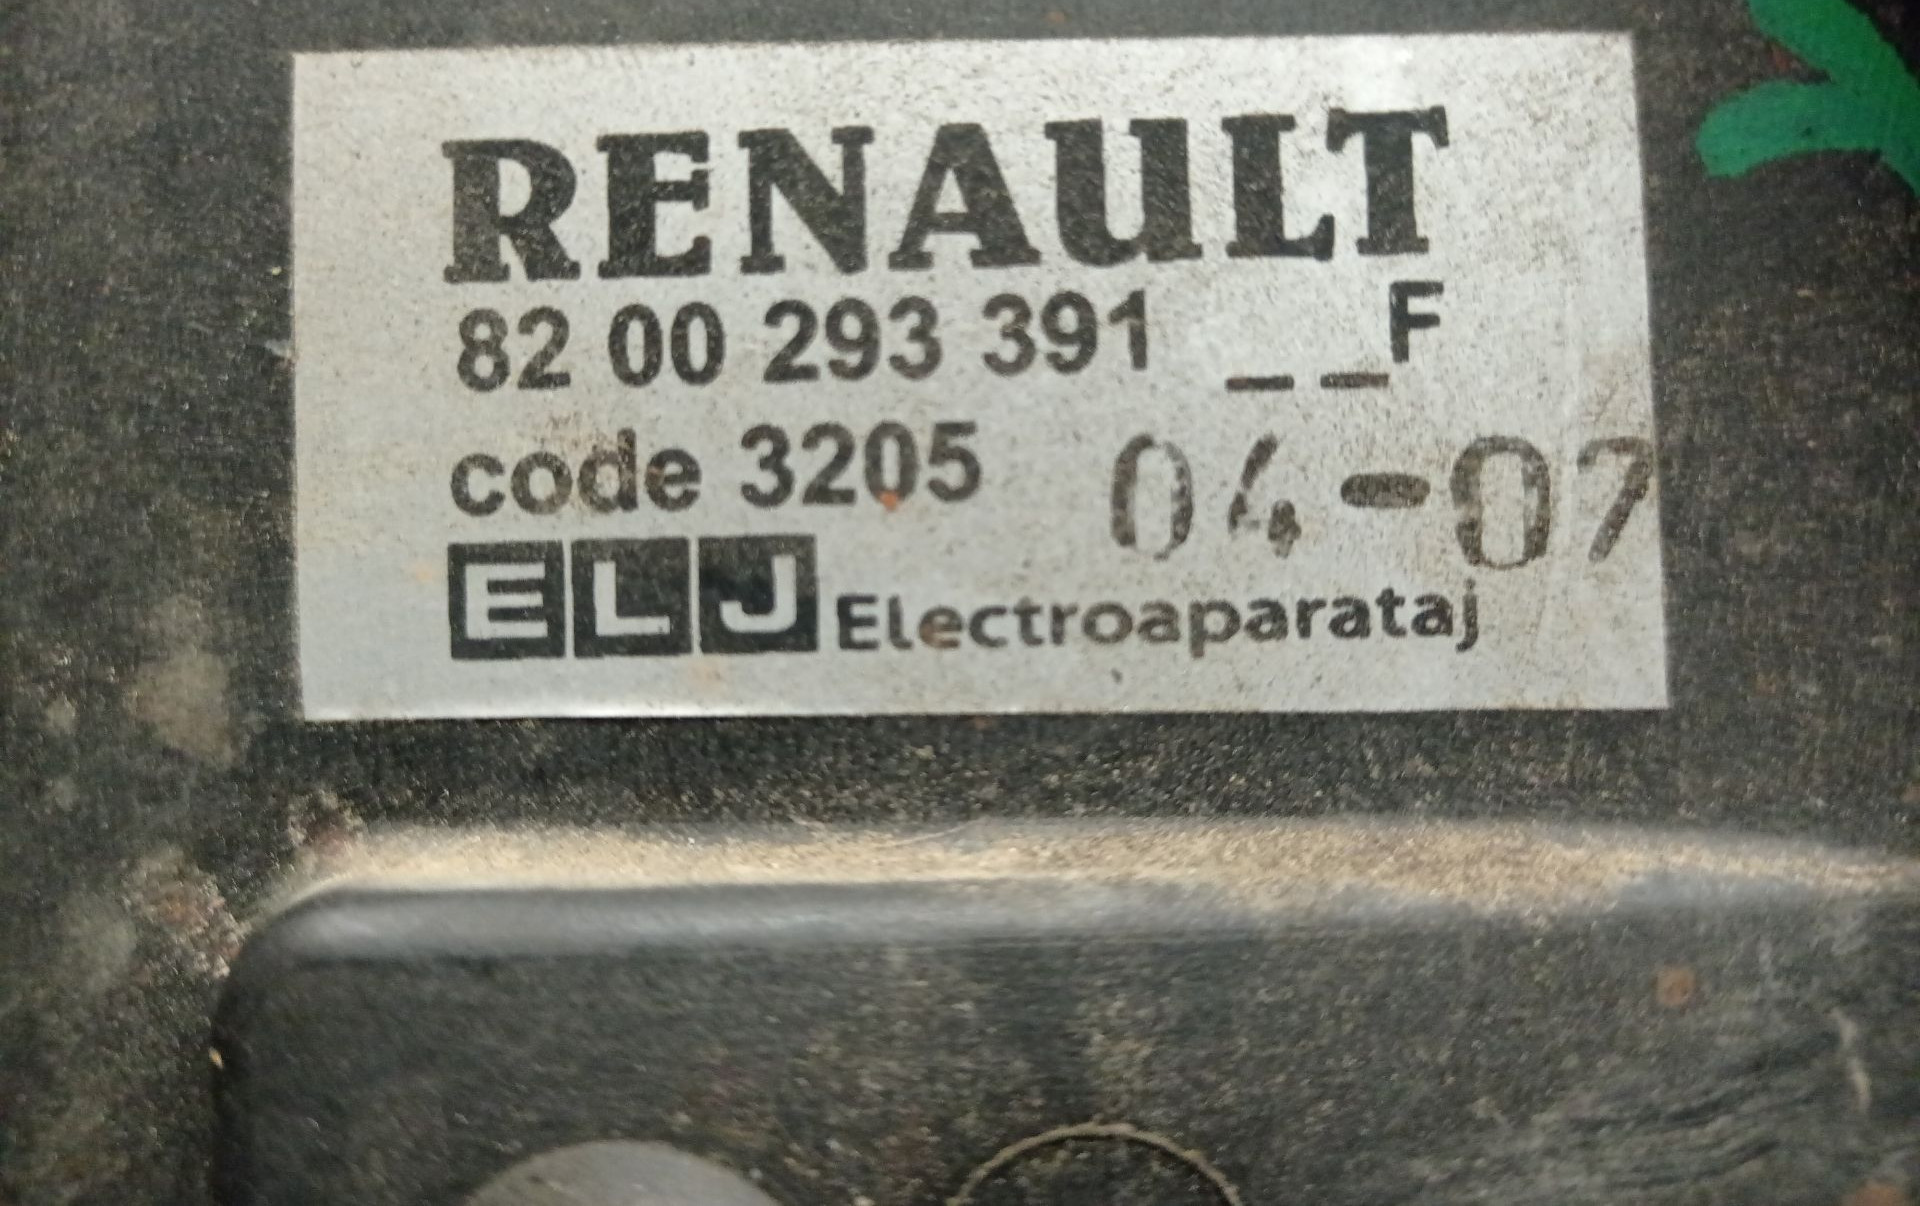 RENAULT
82 00 293 391 __F
code 3205 04-07
ELJ Electroaparataj